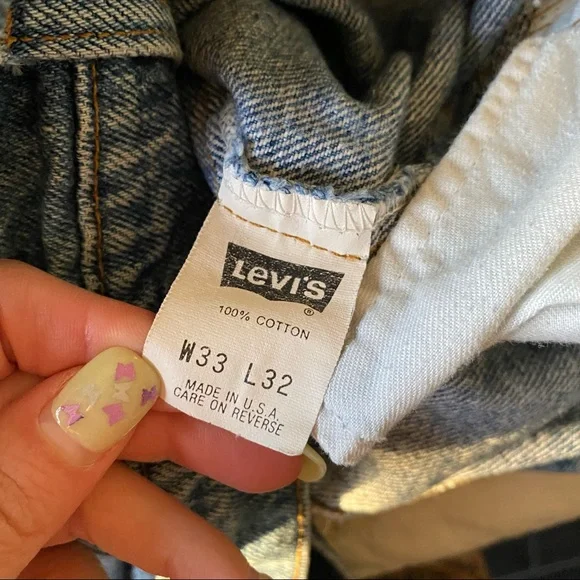 Levi's
®
100% COTTON
W33 L32
MADE IN U.S.A.
CARE ON REVERSE